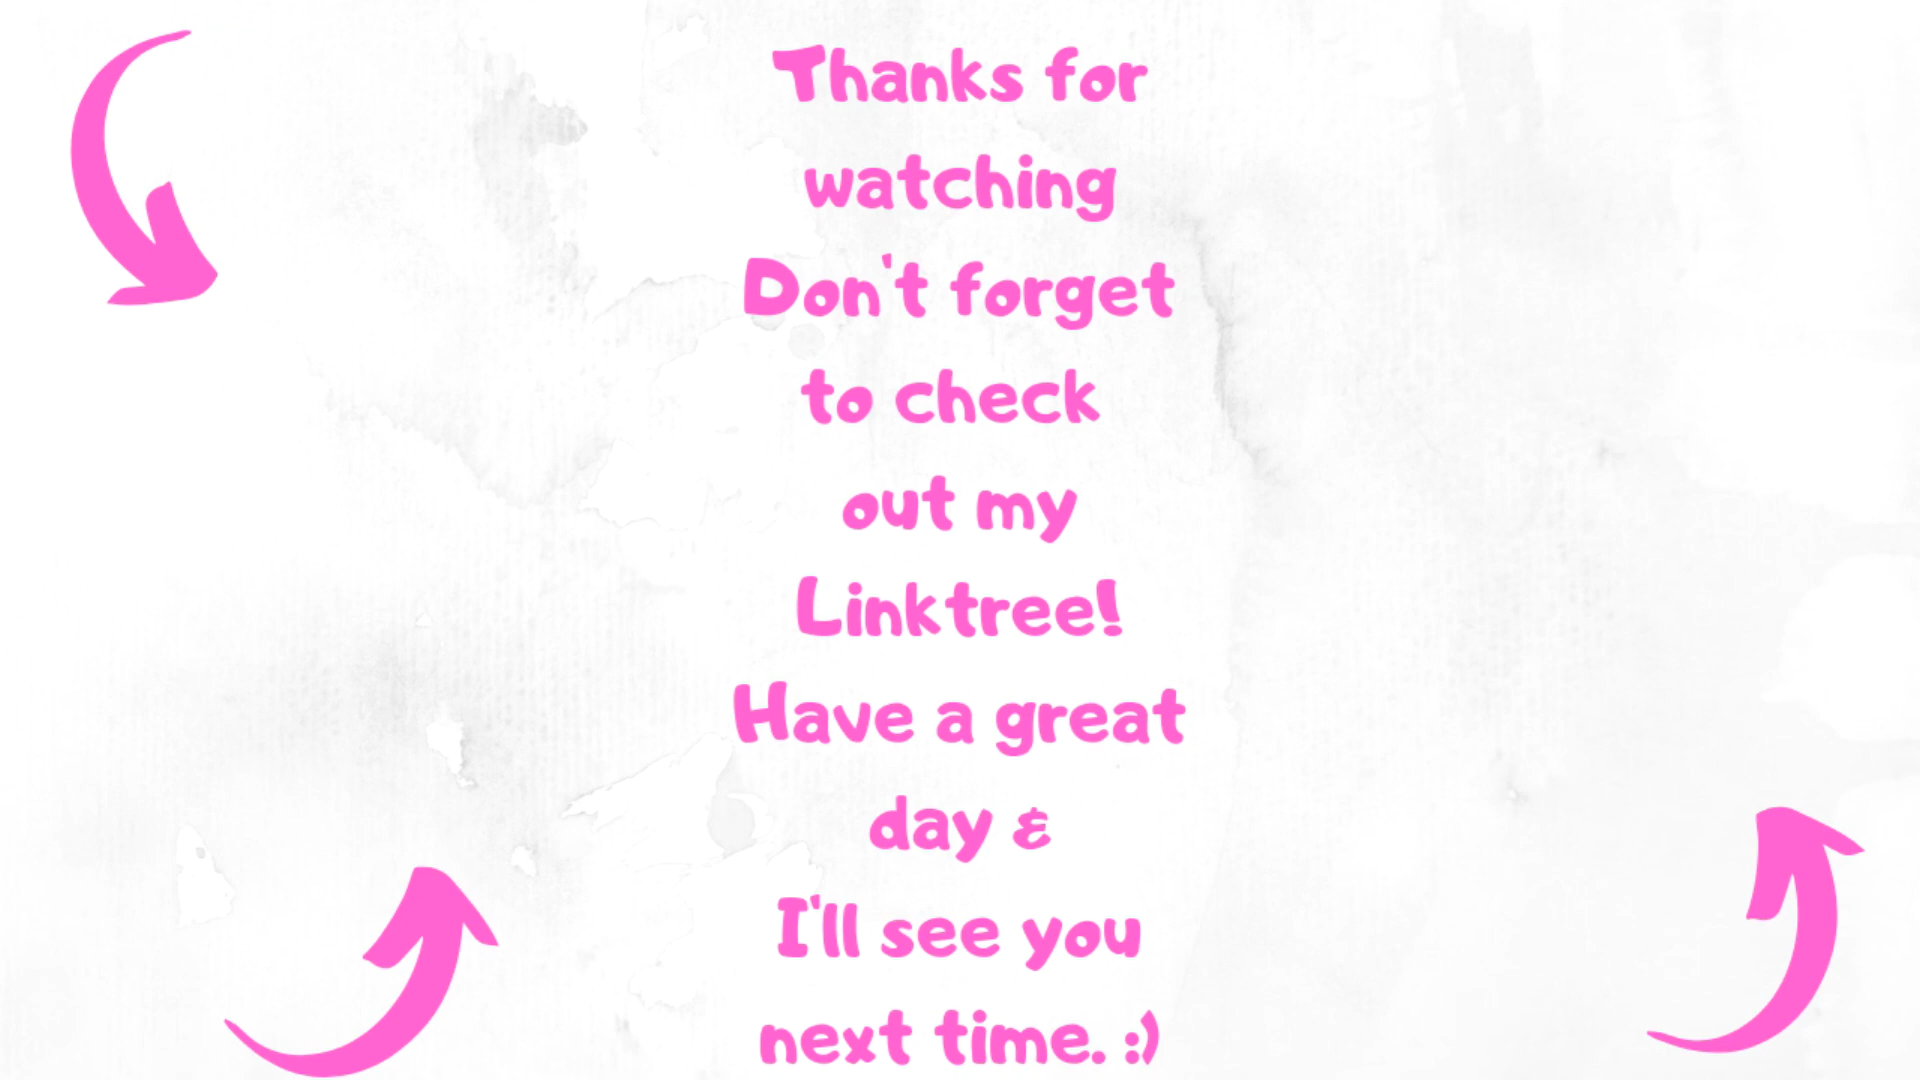 Thanks for
watching
Don't forget
to check
out my
Linktree!
Have a great
day &
I'll see you
next time. :)